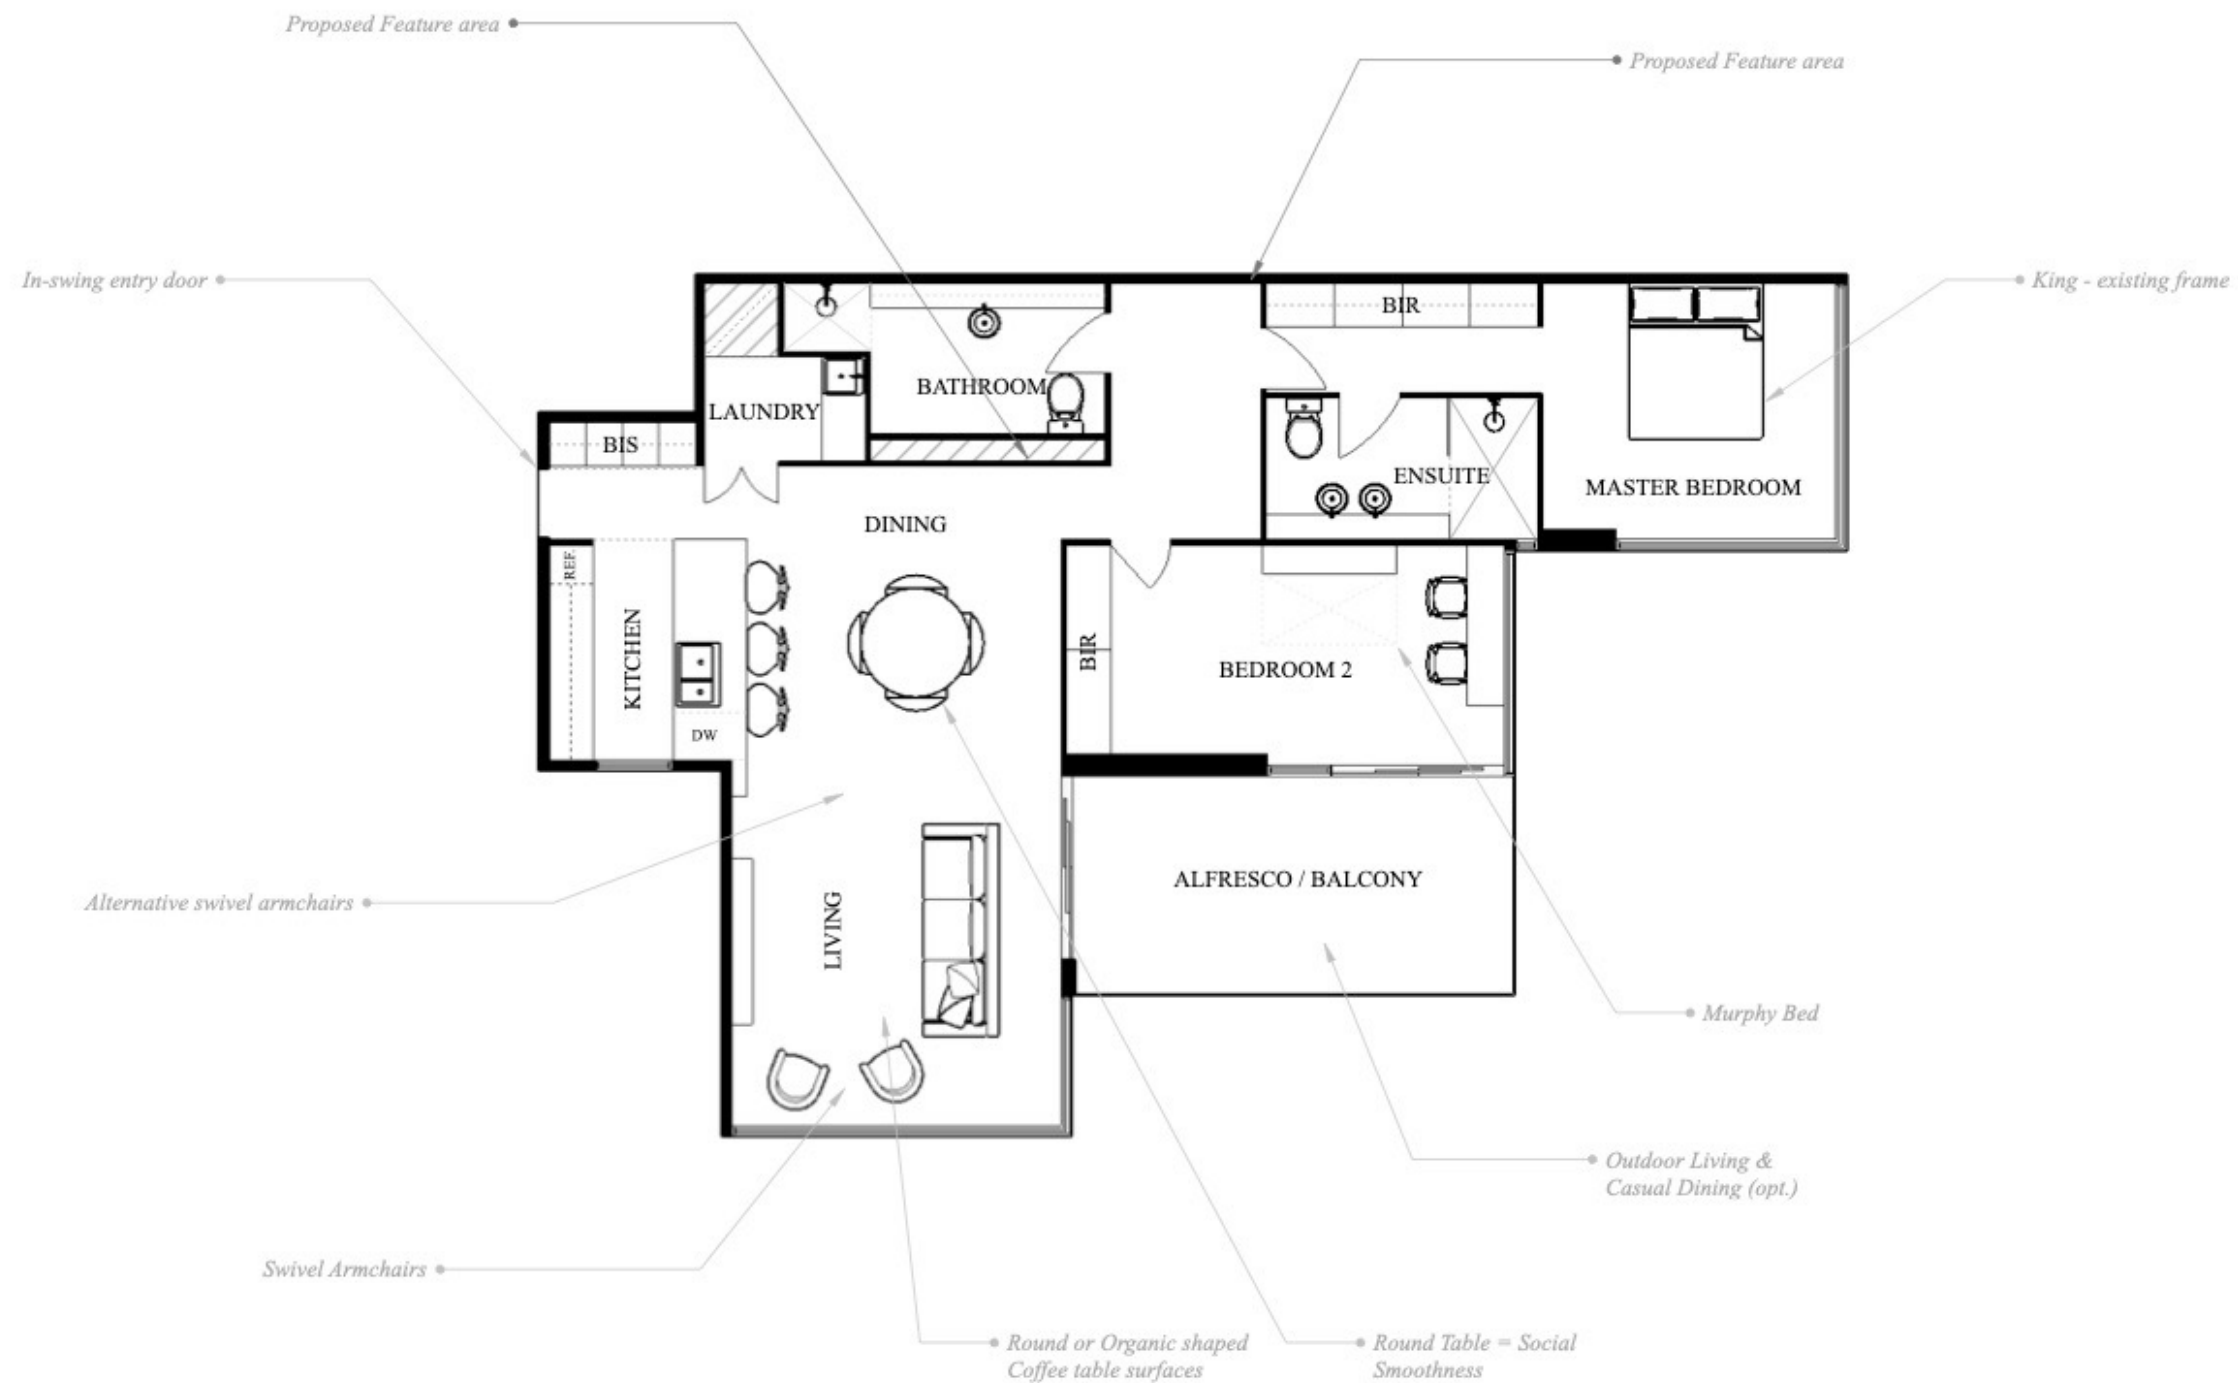 Proposed Feature area
Proposed Feature area
In-swing entry door
King - existing frame
BIR
BATHROOM
LAUNDRY
BIS
ENSUITE
MASTER BEDROOM
DINING
REF.
KITCHEN
BIR
BEDROOM 2
DW
ALFRESCO / BALCONY
Alternative swivel armchairs
LIVING
Murphy Bed
Outdoor Living &
Casual Dining (opt.)
Swivel Armchairs
Round or Organic shaped
Coffee table surfaces
Round Table = Social
Smoothness